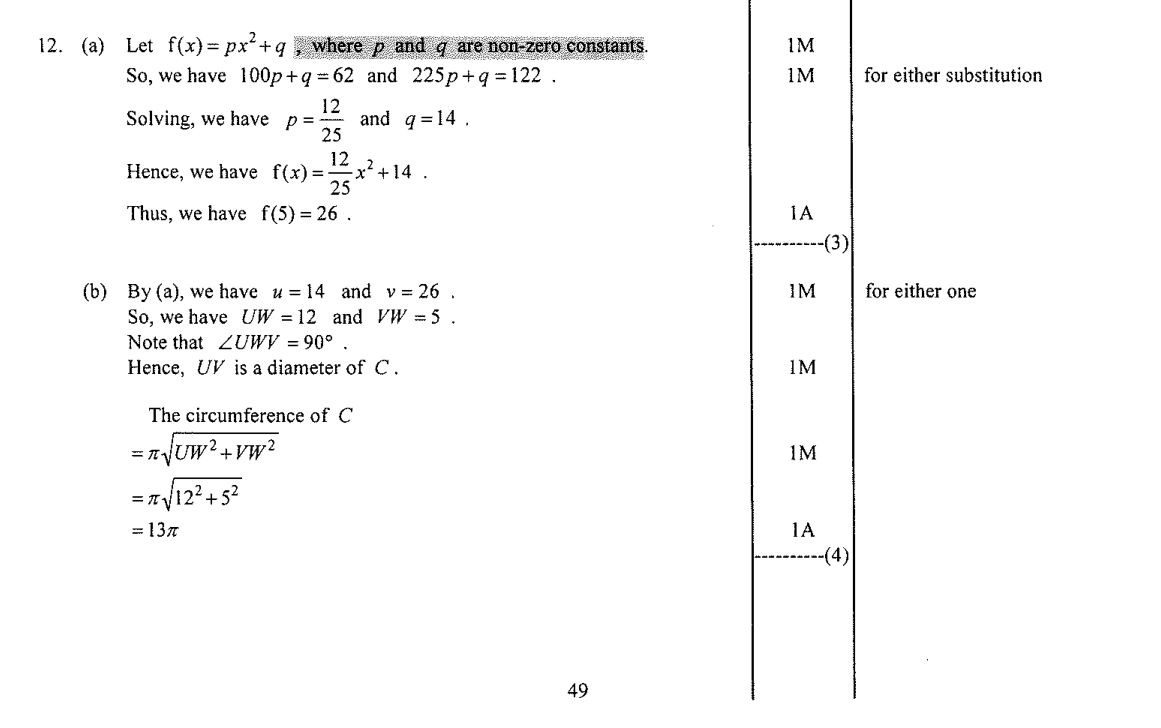 12. (a) Let f(x) = px² + q , where p and q are non-zero constants. 1M
So, we have 100p + q = 62 and 225p + q = 122 . 1M for either substitution
Solving, we have p = 12/25 and q = 14 .
Hence, we have f(x) = 12/25 x² + 14 .
Thus, we have f(5) = 26 . 1A
----------(3)
(b) By (a), we have u = 14 and v = 26 . 1M for either one
So, we have UW = 12 and VW = 5 .
Note that ∠UWV = 90° .
Hence, UV is a diameter of C . 1M
The circumference of C
= π√(UW² + VW²) 1M
= π√(12² + 5²)
= 13π 1A
----------(4)
49